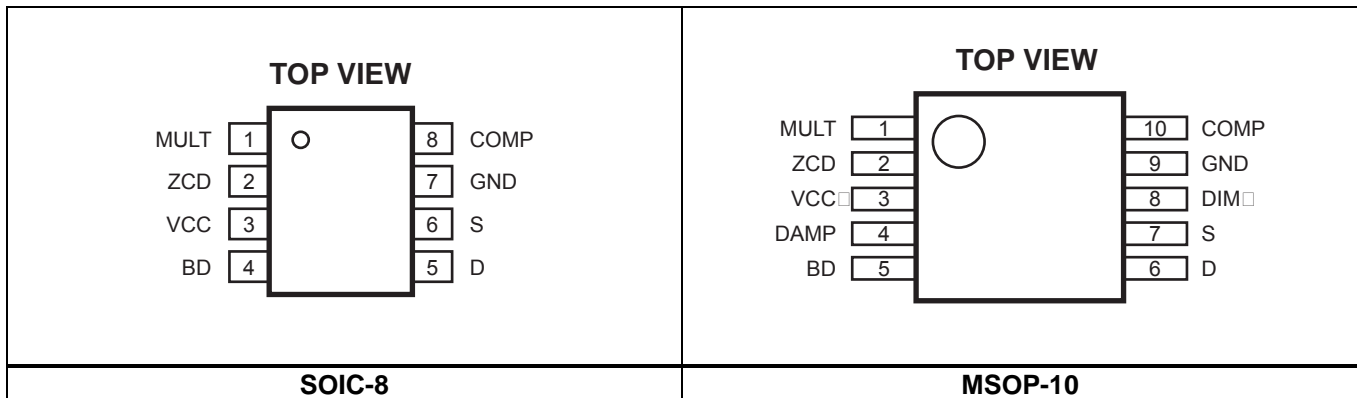 TOP VIEW
MULT 1 8 COMP
ZCD 2 7 GND
VCC 3 6 S
BD 4 5 D
SOIC-8
TOP VIEW
MULT 1 10 COMP
ZCD 2 9 GND
VCC□ 3 8 DIM□
DAMP 4 7 S
BD 5 6 D
MSOP-10